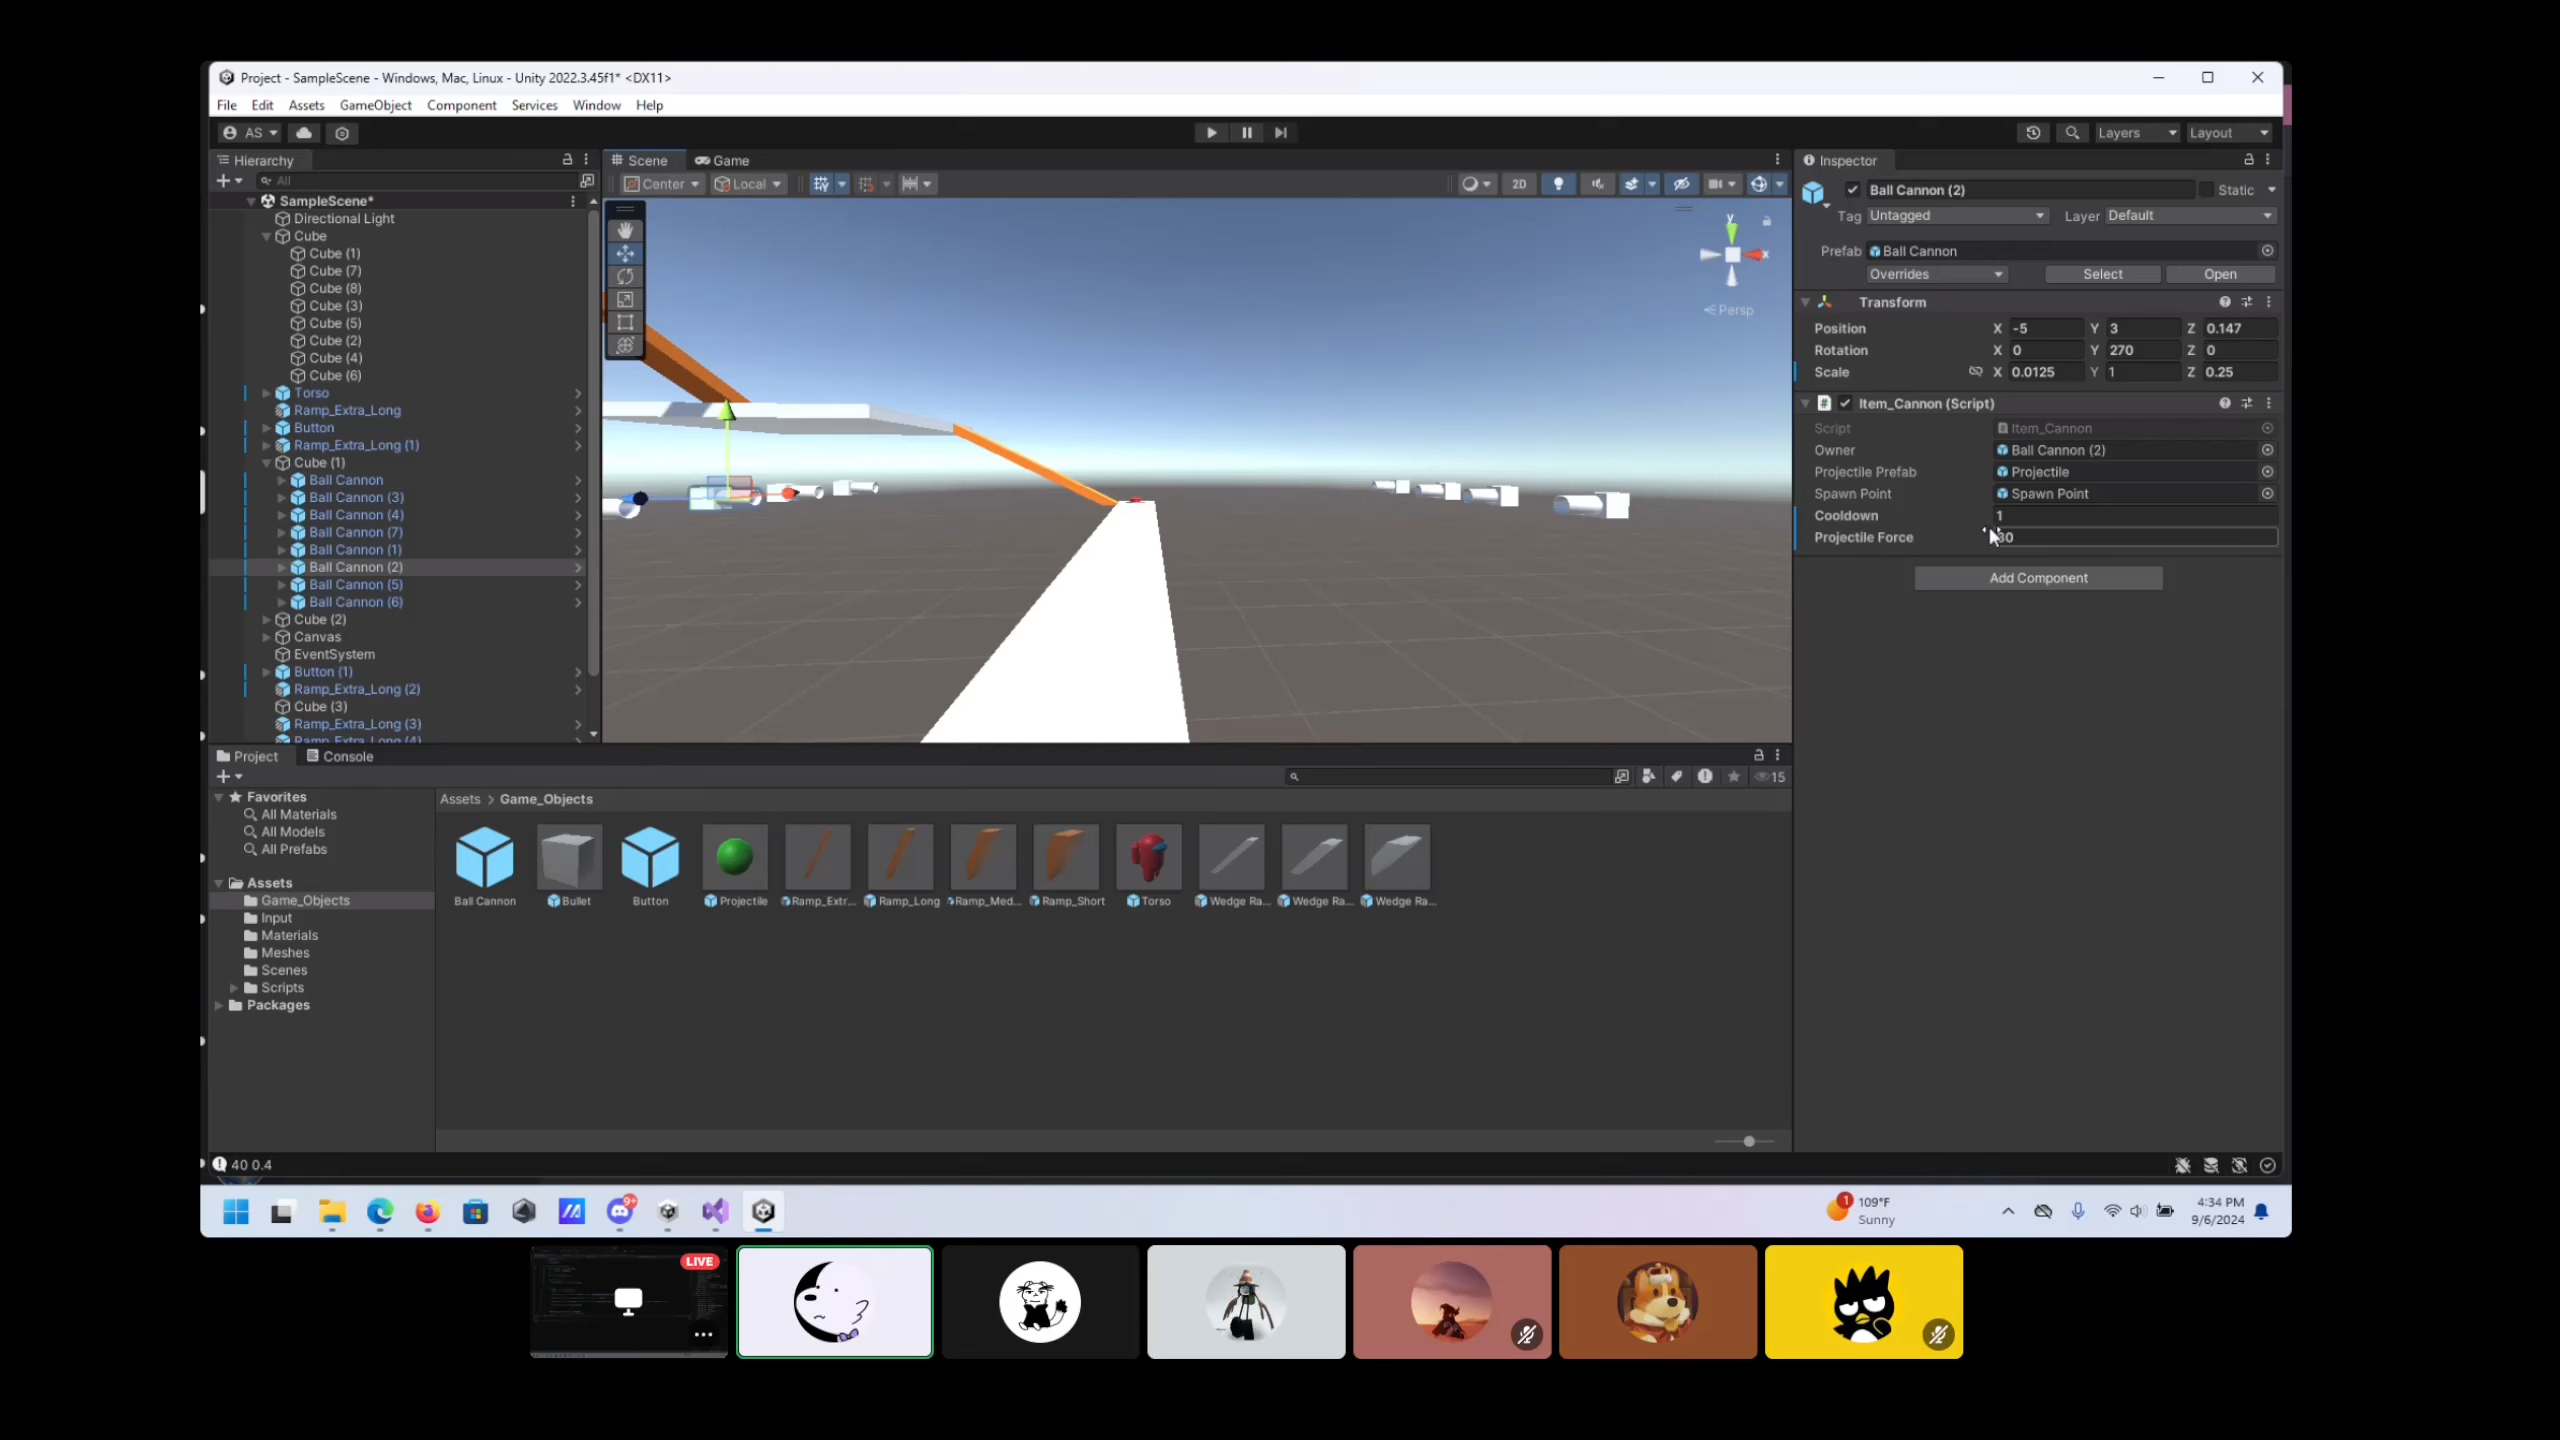 Project - SampleScene - Windows, Mac, Linux - Unity 2022.3.45f1* <DX11>
File Edit Assets GameObject Component Services Window Help
AS Layers Layout
Hierarchy
All
SampleScene*
Directional Light
Cube
Cube (1)
Cube (7)
Cube (8)
Cube (3)
Cube (5)
Cube (2)
Cube (4)
Cube (6)
Torso
Ramp_Extra_Long
Button
Ramp_Extra_Long (1)
Cube (1)
Ball Cannon
Ball Cannon (3)
Ball Cannon (4)
Ball Cannon (7)
Ball Cannon (1)
Ball Cannon (2)
Ball Cannon (5)
Ball Cannon (6)
Cube (2)
Canvas
EventSystem
Button (1)
Ramp_Extra_Long (2)
Cube (3)
Ramp_Extra_Long (3)
Ramp_Extra_Long (4)
Scene Game
Center Local 2D
y
x
Persp
Inspector
Ball Cannon (2) Static
Tag Untagged Layer Default
Prefab Ball Cannon
Overrides Select Open
Transform
Position X -5 Y 3 Z 0.147
Rotation X 0 Y 270 Z 0
Scale X 0.0125 Y 1 Z 0.25
# Item_Cannon (Script)
Script Item_Cannon
Owner Ball Cannon (2)
Projectile Prefab Projectile
Spawn Point Spawn Point
Cooldown 1
Projectile Force
Add Component
Project Console
15
Favorites
All Materials
All Models
All Prefabs
Assets
Game_Objects
Input
Materials
Meshes
Scenes
Scripts
Packages
Assets > Game_Objects
Ball Cannon Bullet Button Projectile Ramp_Extr... Ramp_Long Ramp_Med... Ramp_Short Torso Wedge Ra... Wedge Ra... Wedge Ra...
40 0.4
9+
1
109°F
Sunny
4:34 PM
9/6/2024
LIVE